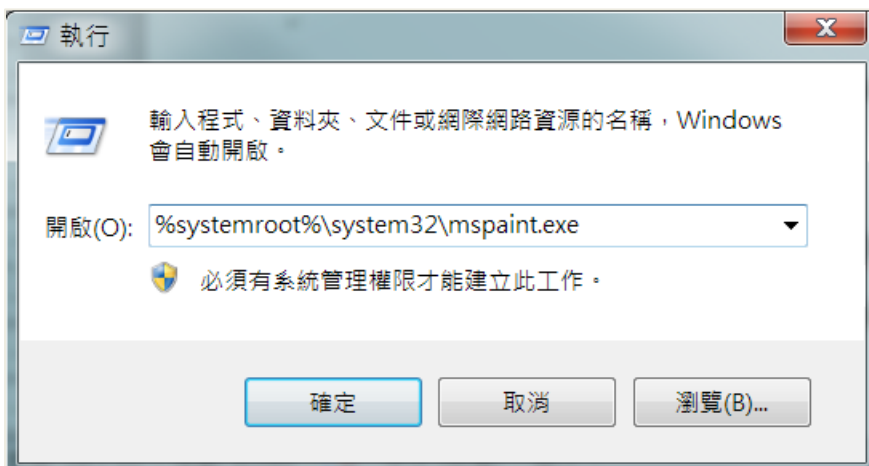 執行
輸入程式、資料夾、文件或網際網路資源的名稱，Windows
會自動開啟。
開啟(O): %systemroot%\system32\mspaint.exe
必須有系統管理權限才能建立此工作。
確定 取消 瀏覽(B)...